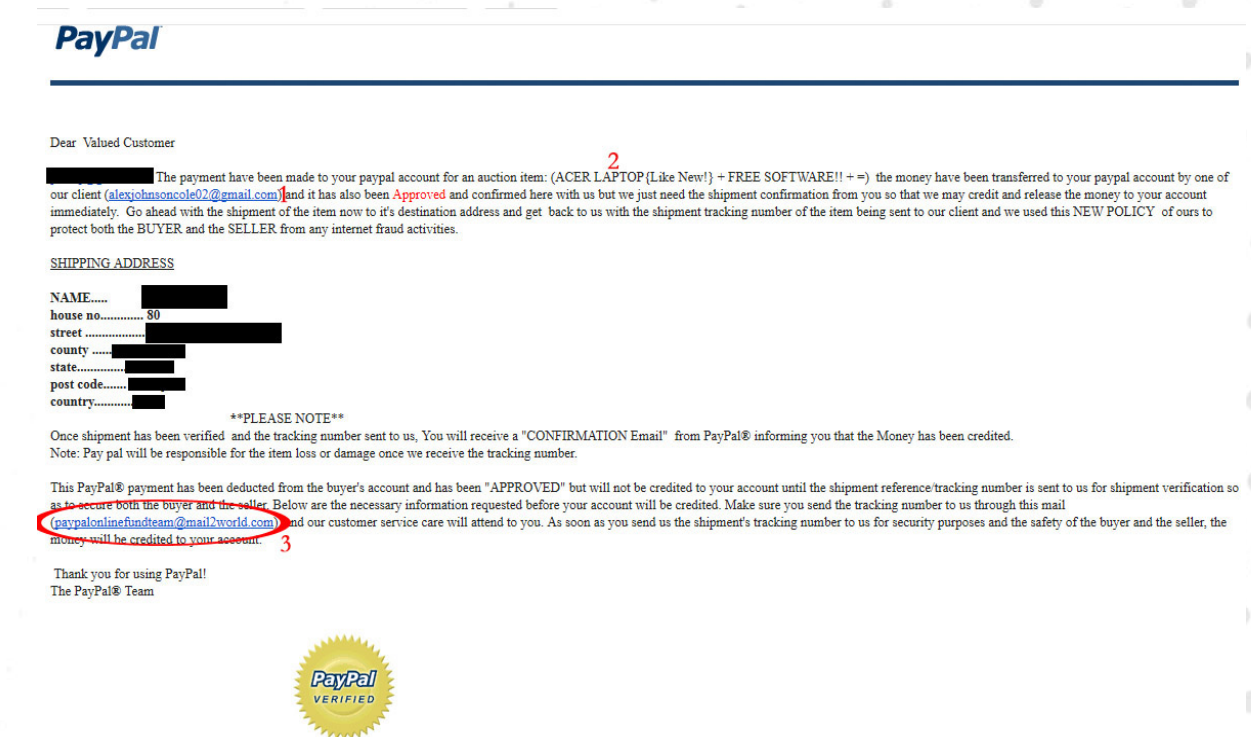 PayPal
Dear Valued Customer
2
The payment have been made to your paypal account for an auction item: (ACER LAPTOP{Like New!} + FREE SOFTWARE!! + =) the money have been transferred to your paypal account by one of
our client (alexjohnsoncole02@gmail.com)1and it has also been Approved and confirmed here with us but we just need the shipment confirmation from you so that we may credit and release the money to your account
immediately. Go ahead with the shipment of the item now to it's destination address and get back to us with the shipment tracking number of the item being sent to our client and we used this NEW POLICY of ours to
protect both the BUYER and the SELLER from any internet fraud activities.
SHIPPING ADDRESS
NAME.....
house no............. 80
street ...................
county ......
state...............
post code.......
country............
**PLEASE NOTE**
Once shipment has been verified and the tracking number sent to us, You will receive a "CONFIRMATION Email" from PayPal® informing you that the Money has been credited.
Note: Pay pal will be responsible for the item loss or damage once we receive the tracking number.
This PayPal® payment has been deducted from the buyer's account and has been "APPROVED" but will not be credited to your account until the shipment reference/tracking number is sent to us for shipment verification so
as to secure both the buyer and the seller. Below are the necessary information requested before your account will be credited. Make sure you send the tracking number to us through this mail
(paypalonlinefundteam@mail2world.com) and our customer service care will attend to you. As soon as you send us the shipment's tracking number to us for security purposes and the safety of the buyer and the seller, the
money will be credited to your account.
3
Thank you for using PayPal!
The PayPal® Team
PayPal
VERIFIED